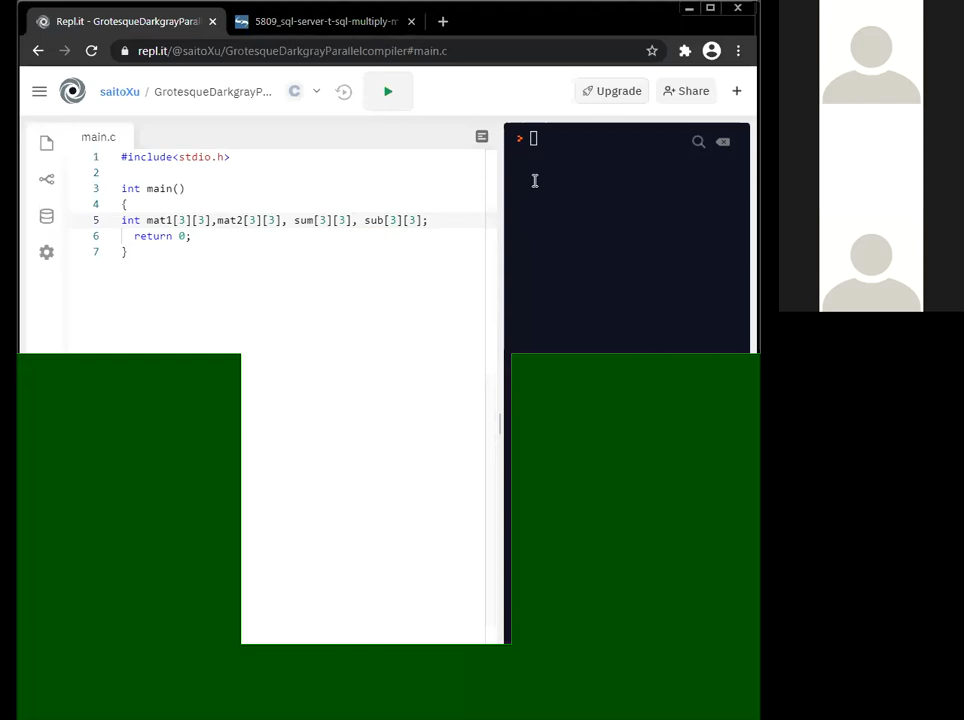 Repl.it - GrotesqueDarkgrayParal
5809_sql-server-t-sql-multiply-m
repl.it/@saitoXu/GrotesqueDarkgrayParallelcompiler#main.c
saitoXu / GrotesqueDarkgrayP...
C
Upgrade
Share
main.c
1 #include<stdio.h>
2
3 int main()
4 {
5 int mat1[3][3],mat2[3][3], sum[3][3], sub[3][3];
6 return 0;
7 }